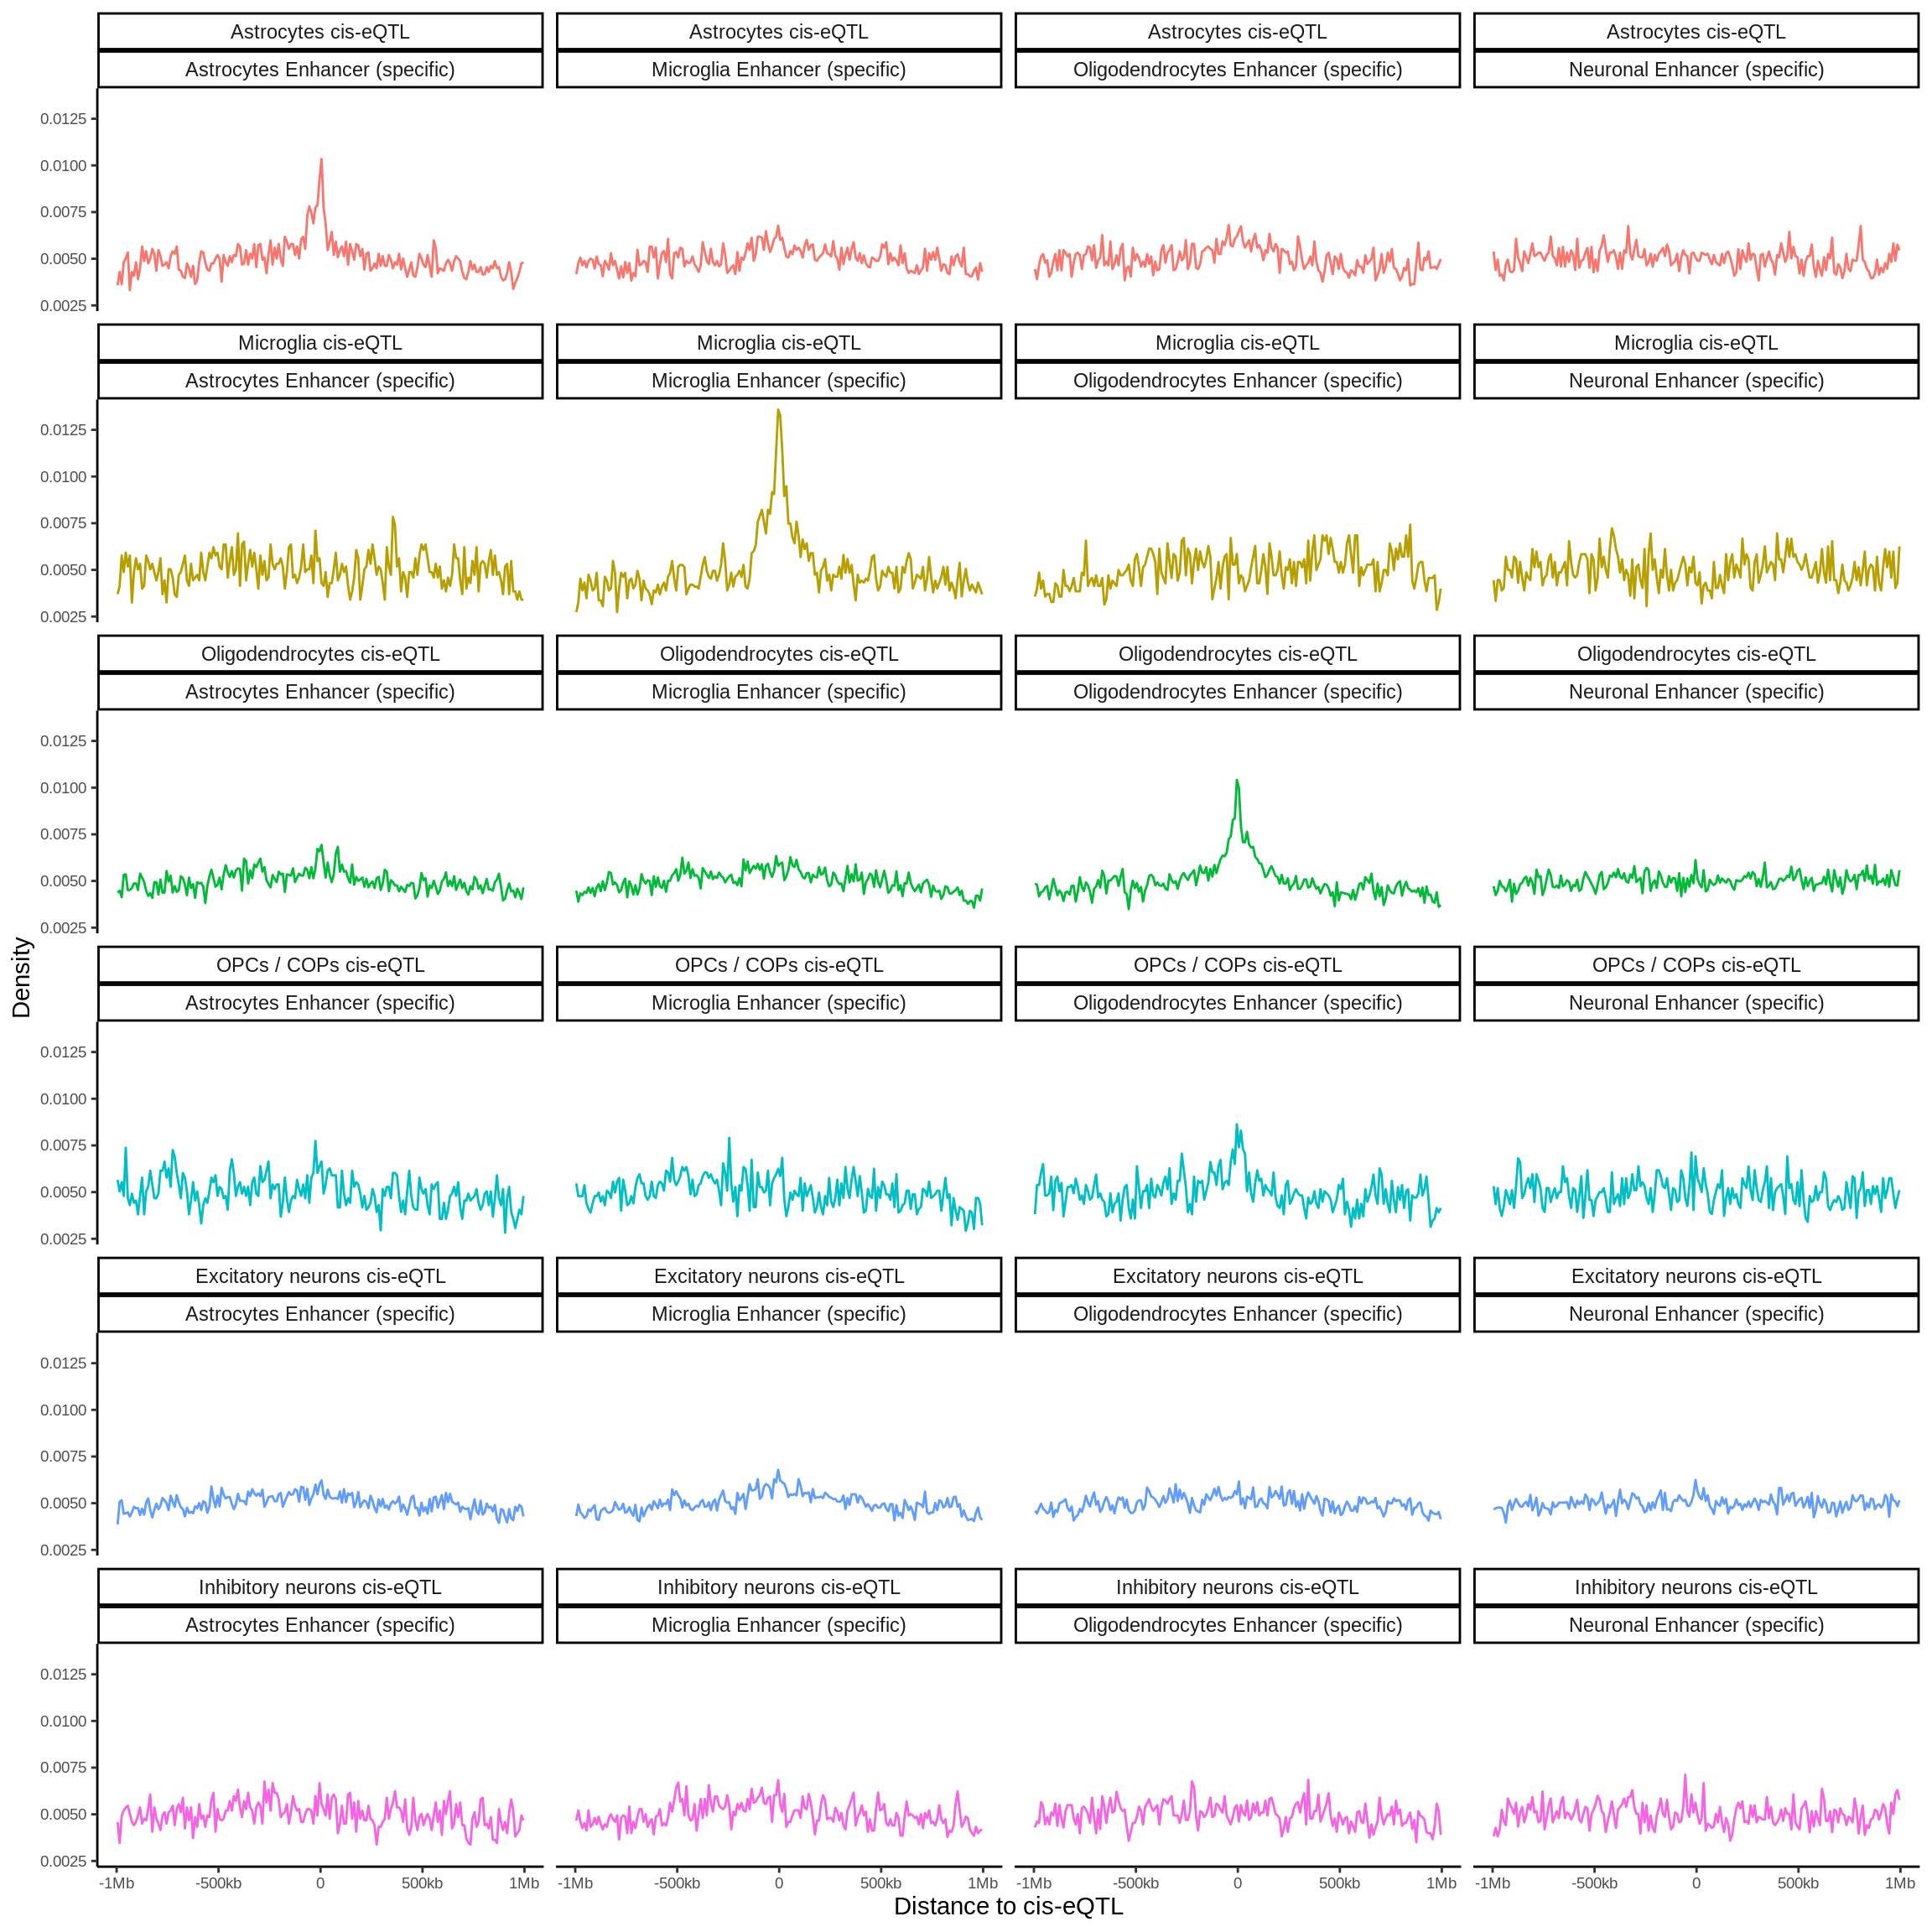 Astrocytes cis-eQTL
Astrocytes cis-eQTL
Astrocytes cis-eQTL
Astrocytes cis-eQTL
Astrocytes Enhancer (specific)
Microglia Enhancer (specific)
Oligodendrocytes Enhancer (specific)
Neuronal Enhancer (specific)
0.0125
0.0100
0.0075
0.0050
0.0025
Microglia cis-eQTL
Microglia cis-eQTL
Microglia cis-eQTL
Microglia cis-eQTL
Astrocytes Enhancer (specific)
Microglia Enhancer (specific)
Oligodendrocytes Enhancer (specific)
Neuronal Enhancer (specific)
0.0125
0.0100
0.0075
0.0050
0.0025
Oligodendrocytes cis-eQTL
Oligodendrocytes cis-eQTL
Oligodendrocytes cis-eQTL
Oligodendrocytes cis-eQTL
Astrocytes Enhancer (specific)
Microglia Enhancer (specific)
Oligodendrocytes Enhancer (specific)
Neuronal Enhancer (specific)
0.0125
0.0100
0.0075
0.0050
0.0025
Density
OPCs / COPs cis-eQTL
OPCs / COPs cis-eQTL
OPCs / COPs cis-eQTL
OPCs / COPs cis-eQTL
Astrocytes Enhancer (specific)
Microglia Enhancer (specific)
Oligodendrocytes Enhancer (specific)
Neuronal Enhancer (specific)
0.0125
0.0100
0.0075
0.0050
0.0025
Excitatory neurons cis-eQTL
Excitatory neurons cis-eQTL
Excitatory neurons cis-eQTL
Excitatory neurons cis-eQTL
Astrocytes Enhancer (specific)
Microglia Enhancer (specific)
Oligodendrocytes Enhancer (specific)
Neuronal Enhancer (specific)
0.0125
0.0100
0.0075
0.0050
0.0025
Inhibitory neurons cis-eQTL
Inhibitory neurons cis-eQTL
Inhibitory neurons cis-eQTL
Inhibitory neurons cis-eQTL
Astrocytes Enhancer (specific)
Microglia Enhancer (specific)
Oligodendrocytes Enhancer (specific)
Neuronal Enhancer (specific)
0.0125
0.0100
0.0075
0.0050
0.0025
-1Mb -500kb 0 500kb 1Mb
-1Mb -500kb 0 500kb 1Mb
-1Mb -500kb 0 500kb 1Mb
-1Mb -500kb 0 500kb 1Mb
Distance to cis-eQTL